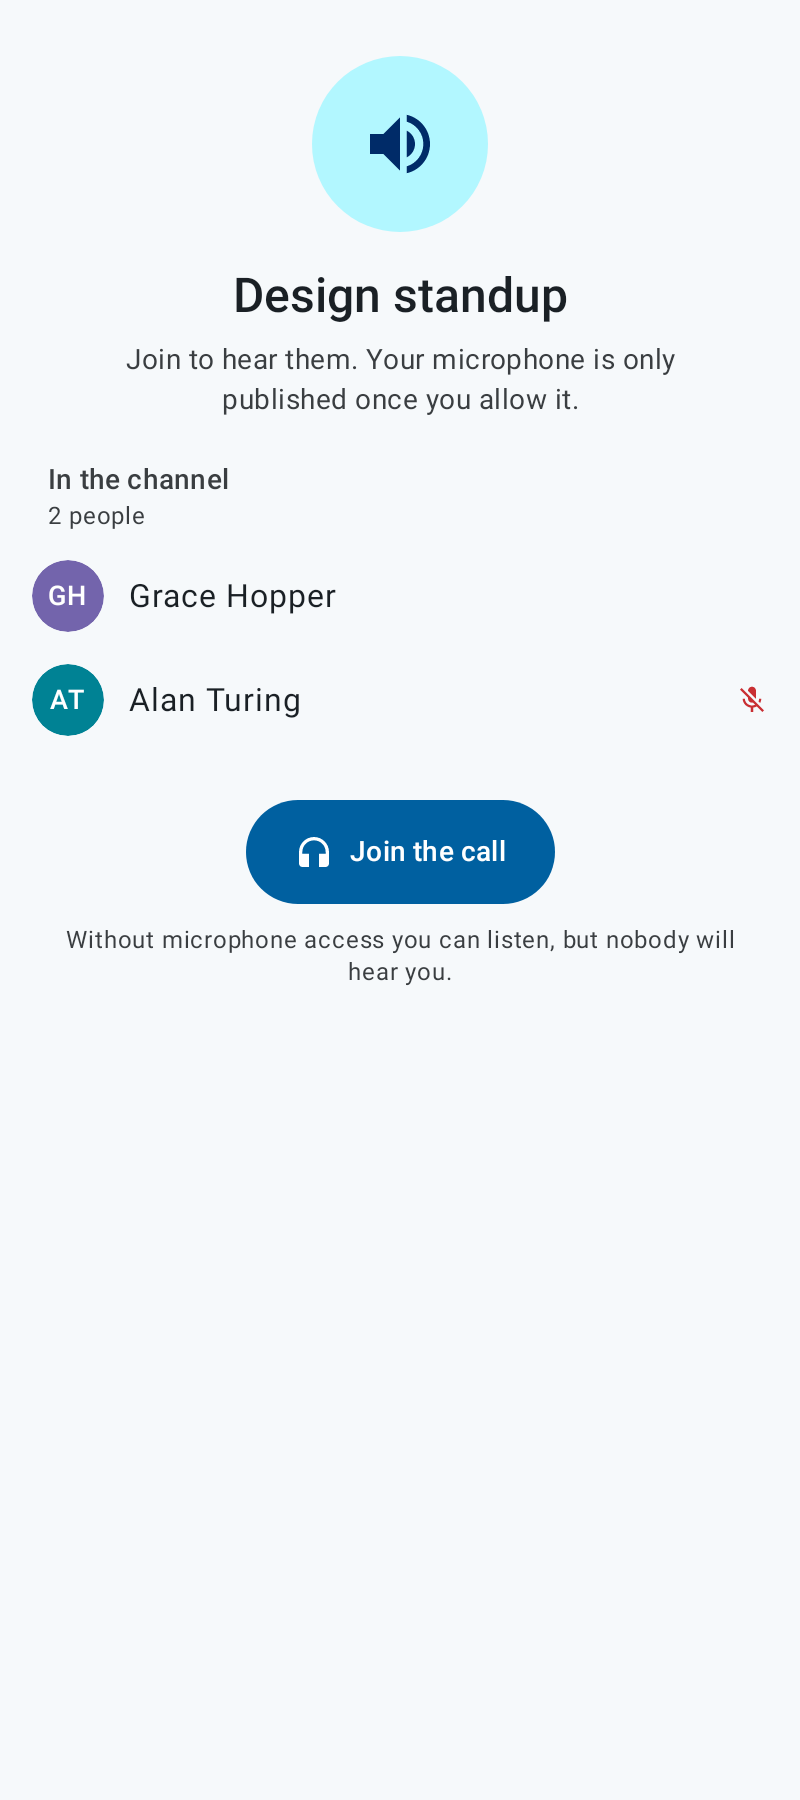 Design standup
Join to hear them. Your microphone is only
published once you allow it.
In the channel
2 people
GH
Grace Hopper
AT
Alan Turing
Join the call
Without microphone access you can listen, but nobody will
hear you.